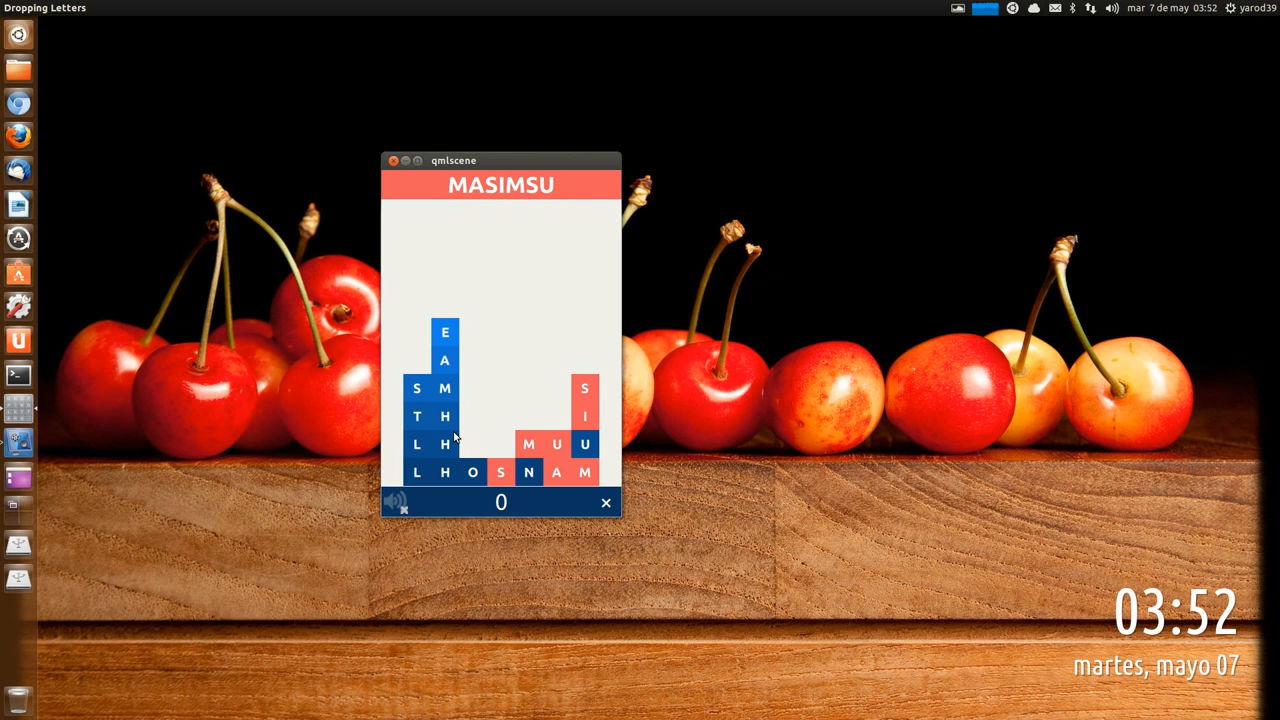 Dropping Letters
mar 7 de may 03:52 yarod39
qmlscene
MASIMSU
E
A
S M S
T H I
L H M U U
L H O S N A M
0
03:52
martes, mayo 07